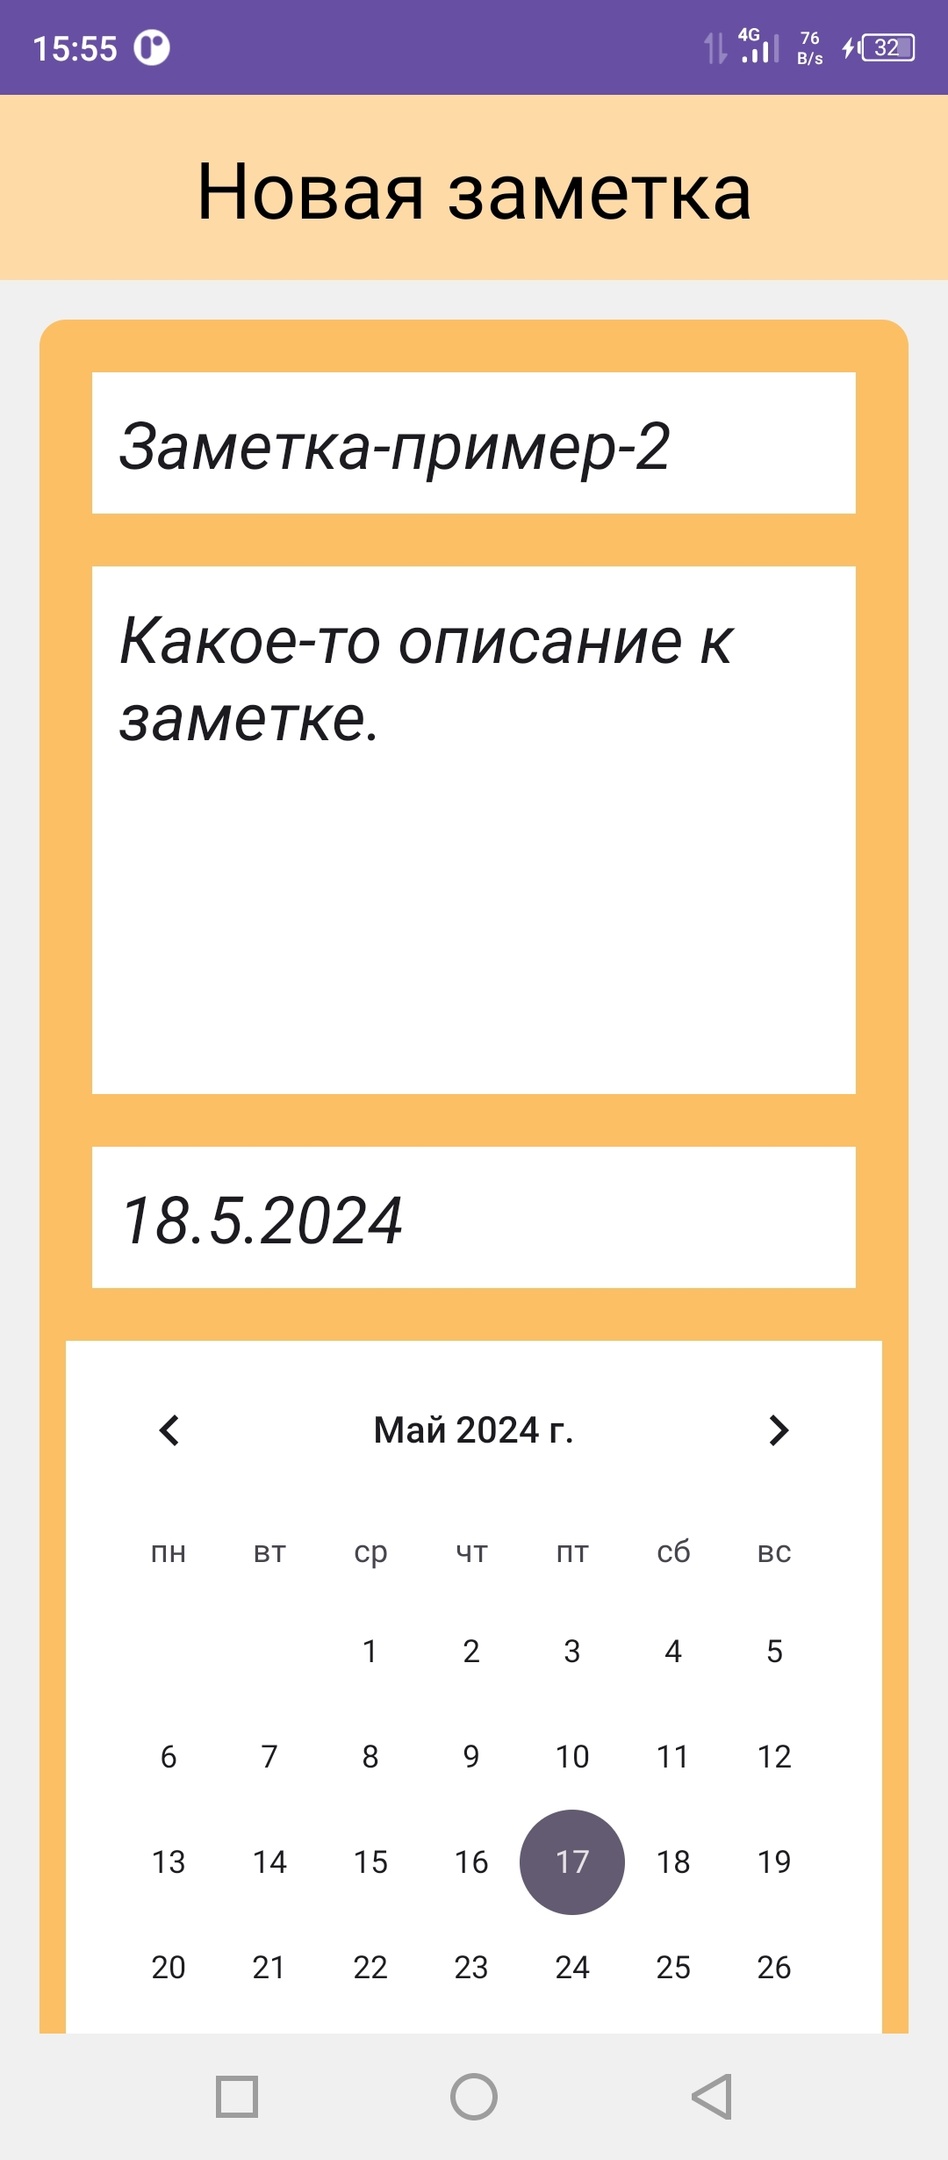 15:55 4G 76 B/s 32
Новая заметка
Заметка-пример-2
Какое-то описание к
заметке.
18.5.2024
Май 2024 г.
пн вт ср чт пт сб вс
1 2 3 4 5
6 7 8 9 10 11 12
13 14 15 16 17 18 19
20 21 22 23 24 25 26